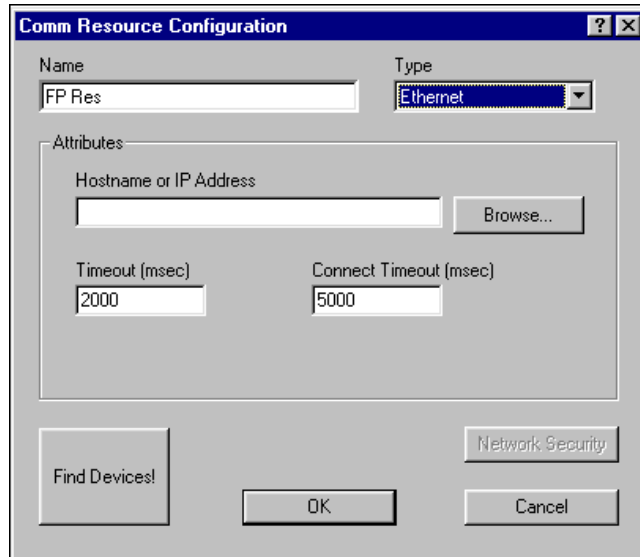 Comm Resource Configuration
Name
Type
FP Res
Ethernet
Attributes
Hostname or IP Address
Browse...
Timeout (msec)
Connect Timeout (msec)
2000
5000
Find Devices!
Network Security
OK
Cancel